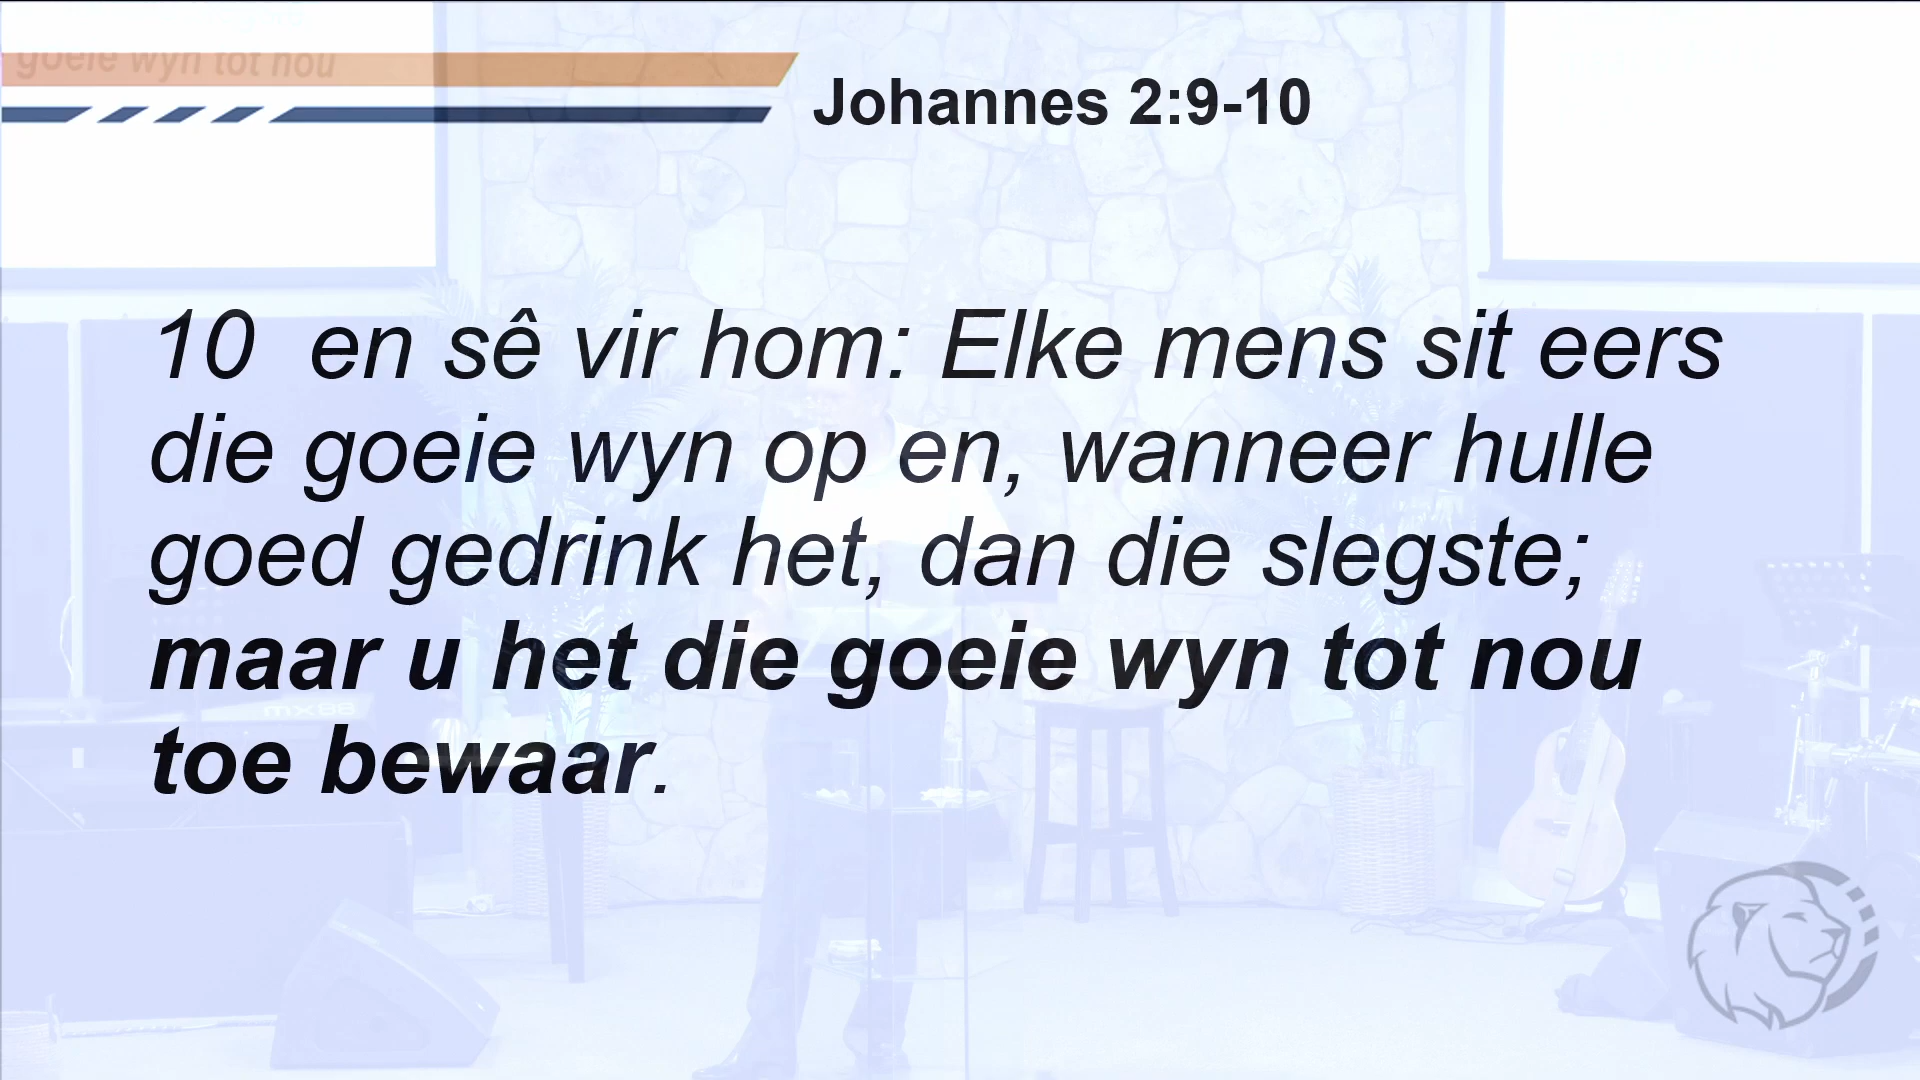 goeie wyn tot nou
Johannes 2:9-10
10 en sê vir hom: Elke mens sit eers
die goeie wyn op en, wanneer hulle
goed gedrink het, dan die slegste;
maar u het die goeie wyn tot nou
toe bewaar.
mx88